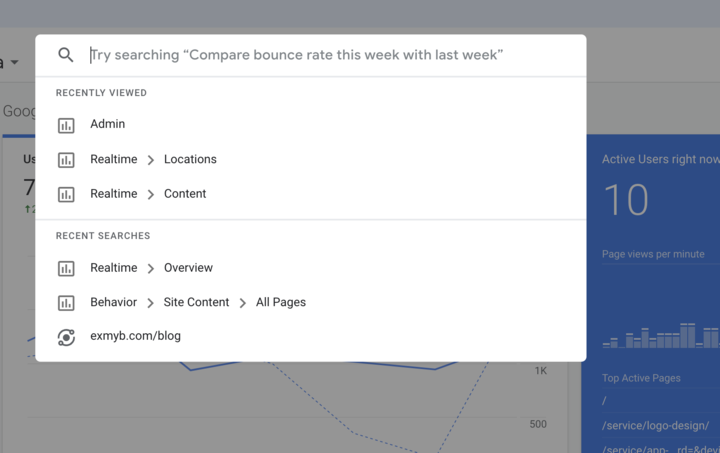 a
Try searching “Compare bounce rate this week with last week”
RECENTLY VIEWED
Admin
Realtime > Locations
Realtime > Content
RECENT SEARCHES
Realtime > Overview
Behavior > Site Content > All Pages
exmyb.com/blog
Goog
Us
7
↑2
1K
500
Active Users right now
10
Page views per minute
Top Active Pages
/
/service/logo-design/
/service/app-...rd=&dev